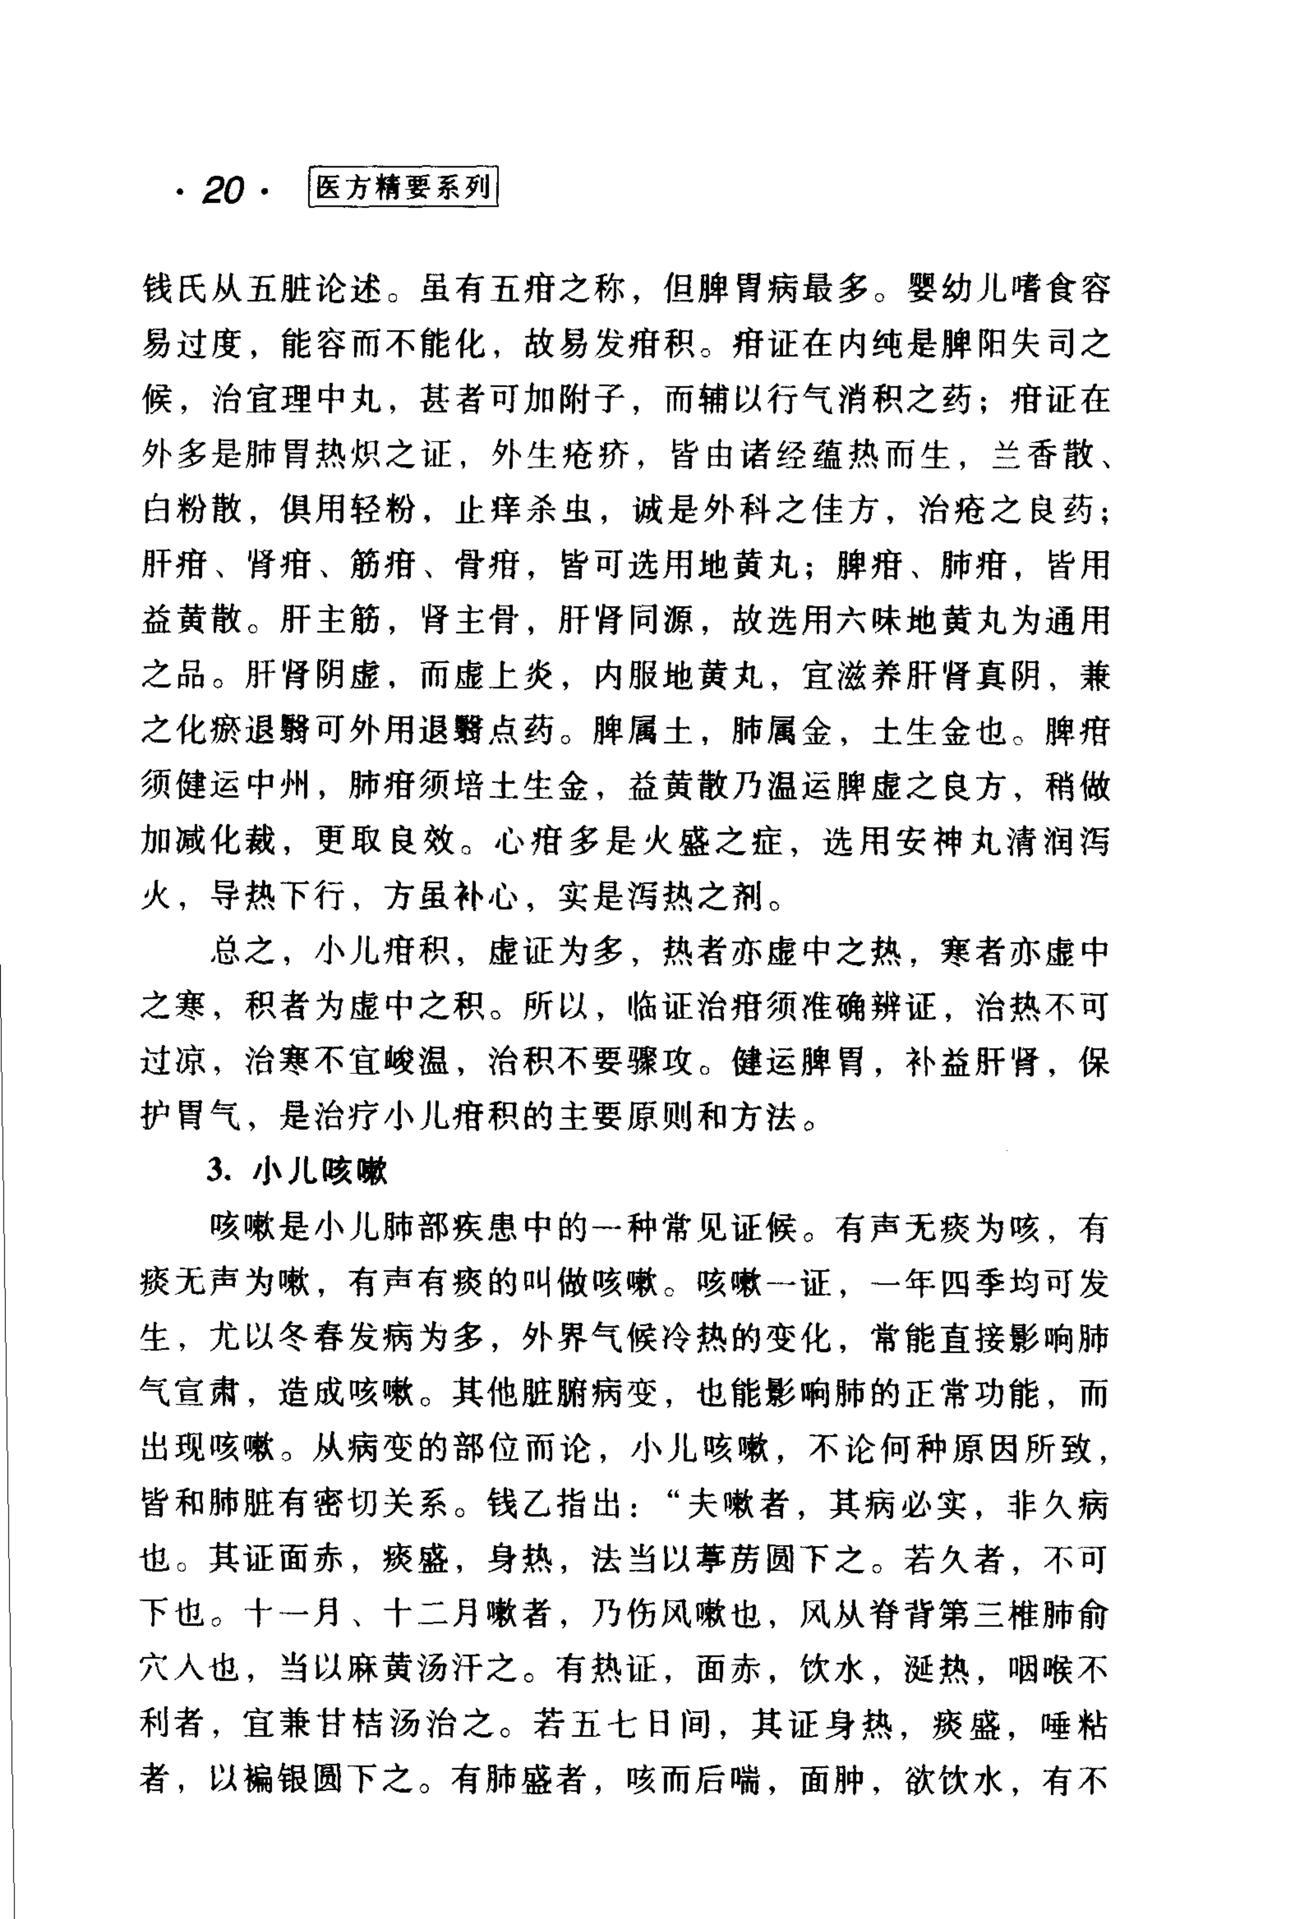 ·20· 医方精要系列
钱氏从五脏论述。虽有五疳之称，但脾胃病最多。婴幼儿嗜食容
易过度，能容而不能化，故易发疳积。疳证在内纯是脾阳失司之
候，治宜理中丸，甚者可加附子，而辅以行气消积之药；疳证在
外多是肺胃热炽之证，外生疮疥，皆由诸经蕴热而生，兰香散、
白粉散，俱用轻粉，止痒杀虫，诚是外科之佳方，治疮之良药；
肝疳、肾疳、筋疳、骨疳，皆可选用地黄丸；脾疳、肺疳，皆用
益黄散。肝主筋，肾主骨，肝肾同源，故选用六味地黄丸为通用
之品。肝肾阴虚，而虚上炎，内服地黄丸，宜滋养肝肾真阴，兼
之化瘀退翳可外用退翳点药。脾属土，肺属金，土生金也。脾疳
须健运中州，肺疳须培土生金，益黄散乃温运脾虚之良方，稍做
加减化裁，更取良效。心疳多是火盛之症，选用安神丸清润泻
火，导热下行，方虽补心，实是泻热之剂。
总之，小儿疳积，虚证为多，热者亦虚中之热，寒者亦虚中
之寒，积者为虚中之积。所以，临证治疳须准确辨证，治热不可
过凉，治寒不宜峻温，治积不要骤攻。健运脾胃，补益肝肾，保
护胃气，是治疗小儿疳积的主要原则和方法。
3. 小儿咳嗽
咳嗽是小儿肺部疾患中的一种常见证候。有声无痰为咳，有
痰无声为嗽，有声有痰的叫做咳嗽。咳嗽一证，一年四季均可发
生，尤以冬春发病为多，外界气候冷热的变化，常能直接影响肺
气宣肃，造成咳嗽。其他脏腑病变，也能影响肺的正常功能，而
出现咳嗽。从病变的部位而论，小儿咳嗽，不论何种原因所致，
皆和肺脏有密切关系。钱乙指出：“夫嗽者，其病必实，非久病
也。其证面赤，痰盛，身热，法当以葶苈圆下之。若久者，不可
下也。十一月、十二月嗽者，乃伤风嗽也，风从脊背第三椎肺俞
穴人也，当以麻黄汤汗之。有热证，面赤，饮水，涎热，咽喉不
利者，宜兼甘桔汤治之。若五七日间，其证身热，痰盛，唾粘
者，以褊银圆下之。有肺盛者，咳而后喘，面肿，欲饮水，有不